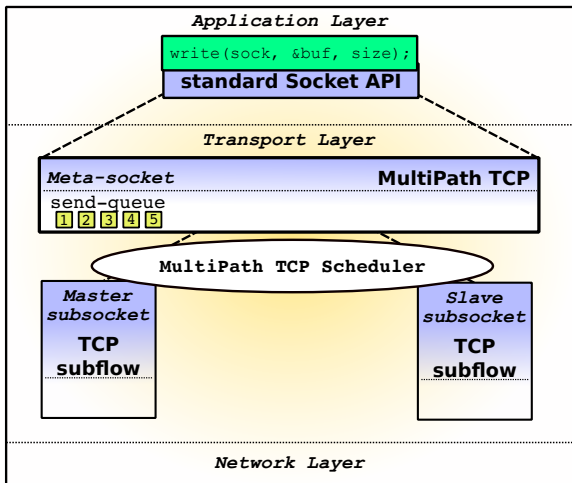 Application Layer
write(sock, &buf, size);
standard Socket API
Transport Layer
Meta-socket MultiPath TCP
send-queue
1 2 3 4 5
MultiPath TCP Scheduler
Master
subsocket
TCP
subflow
Slave
subsocket
TCP
subflow
Network Layer